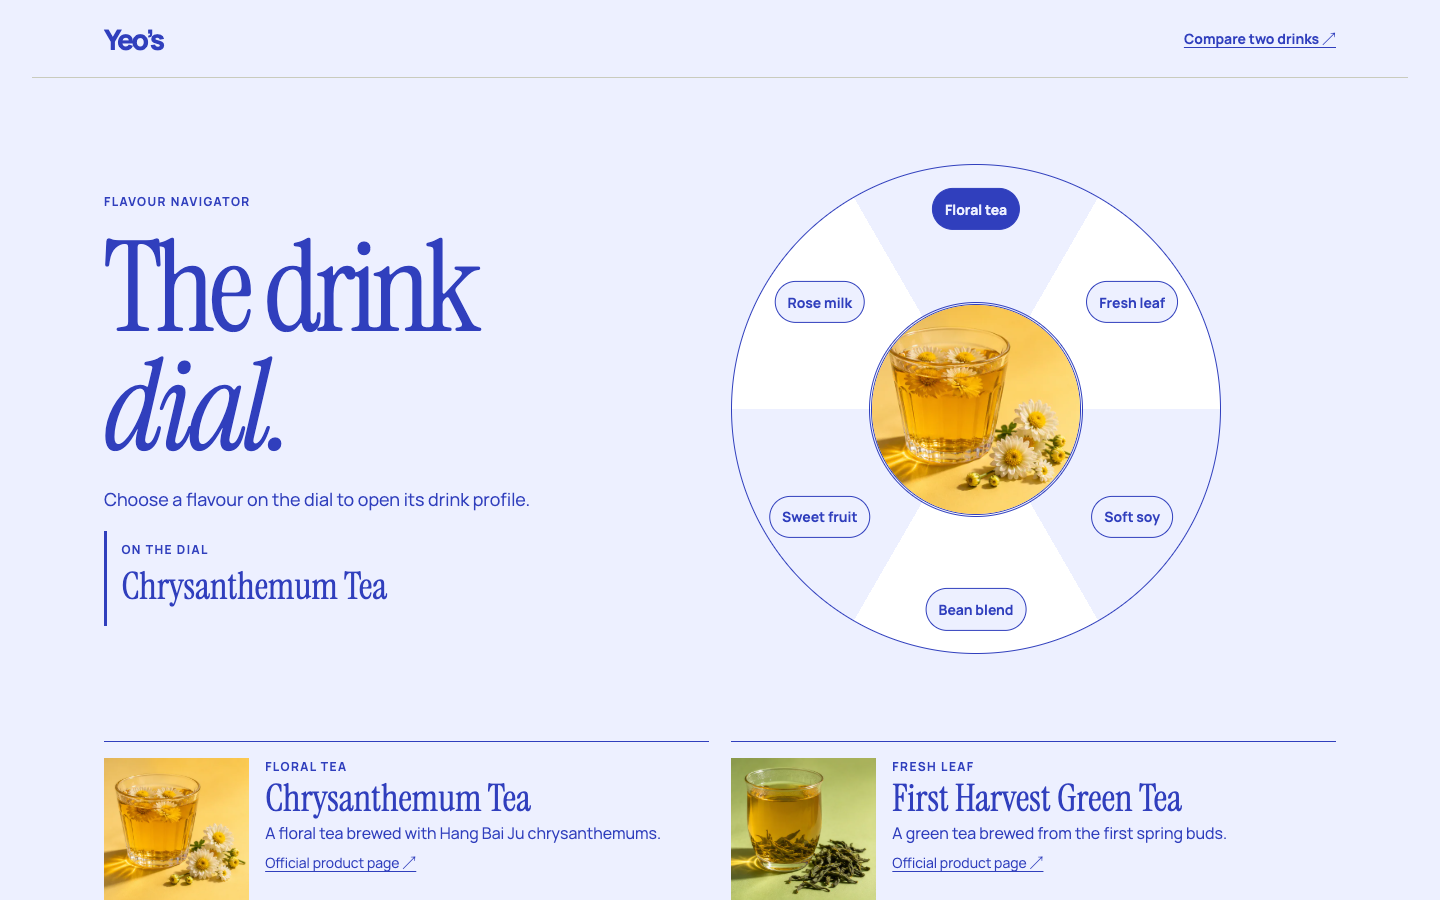 Yeo's
Compare two drinks ↗
FLAVOUR NAVIGATOR
The drink
dial.
Choose a flavour on the dial to open its drink profile.
ON THE DIAL
Chrysanthemum Tea
Floral tea
Rose milk
Fresh leaf
Sweet fruit
Soft soy
Bean blend
FLORAL TEA
Chrysanthemum Tea
A floral tea brewed with Hang Bai Ju chrysanthemums.
Official product page ↗
FRESH LEAF
First Harvest Green Tea
A green tea brewed from the first spring buds.
Official product page ↗